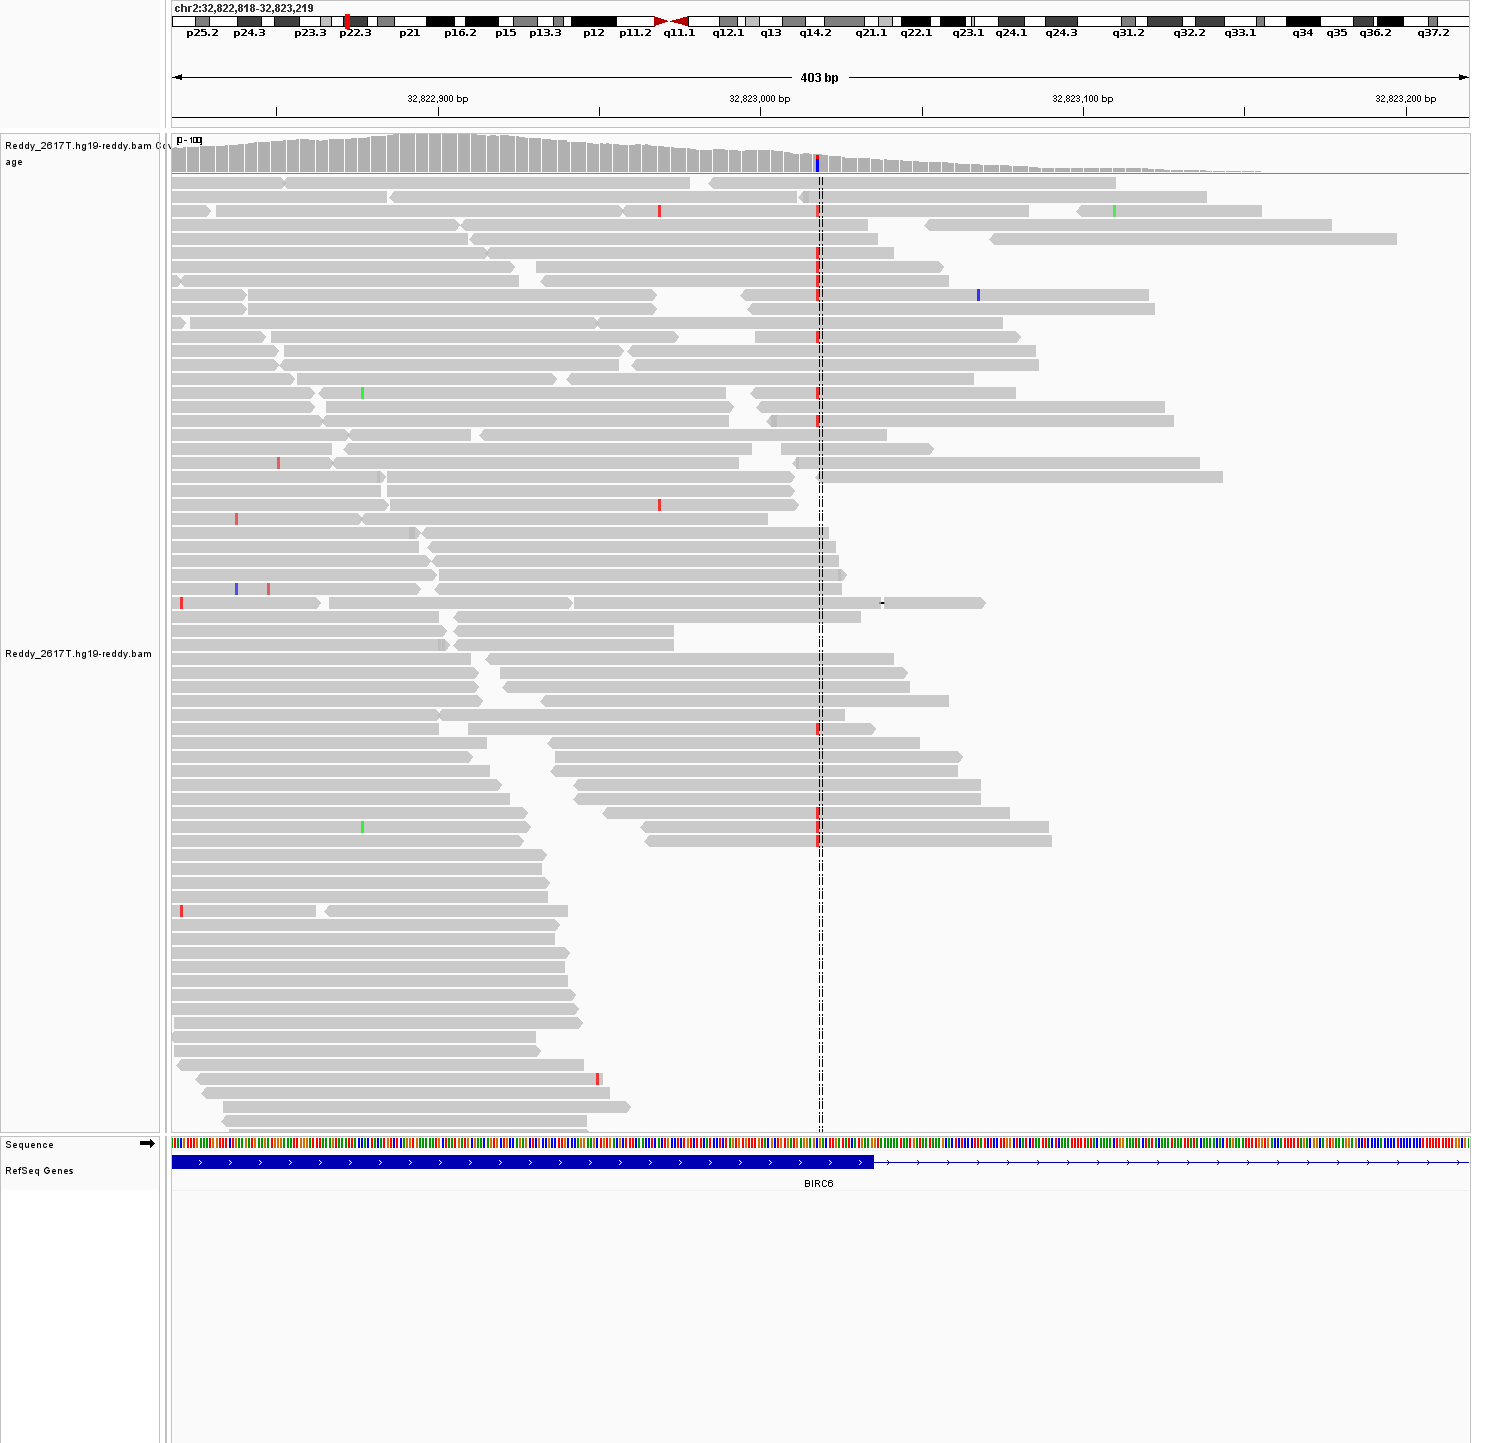 chr2:32,822,818-32,823,219
p25.2 p24.3 p23.3 p22.3 p21 p16.2 p15 p13.3 p12 p11.2 q11.1 q12.1 q13 q14.2 q21.1 q22.1 q23.1 q24.1 q24.3 q31.2 q32.2 q33.1 q34 q35 q36.2 q37.2
403 bp
32,822,900 bp 32,823,000 bp 32,823,100 bp 32,823,200 bp
[0 - 100]
Reddy_2617T.hg19-reddy.bam Cov
age
Reddy_2617T.hg19-reddy.bam
Sequence
RefSeq Genes
BIRC6